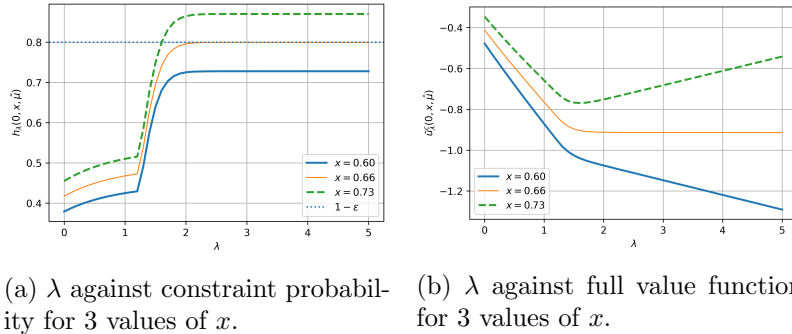 0.8
0.7
0.6
0.5
0.4
h_λ(0, x, μ̂)
x = 0.60
x = 0.66
x = 0.73
1 − ε
0 1 2 3 4 5
λ
−0.4
−0.6
−0.8
−1.0
−1.2
x = 0.60
x = 0.66
x = 0.73
0 1 2 3 4 5
λ
(a) λ against constraint probabil-
ity for 3 values of x.
(b) λ against full value function
for 3 values of x.